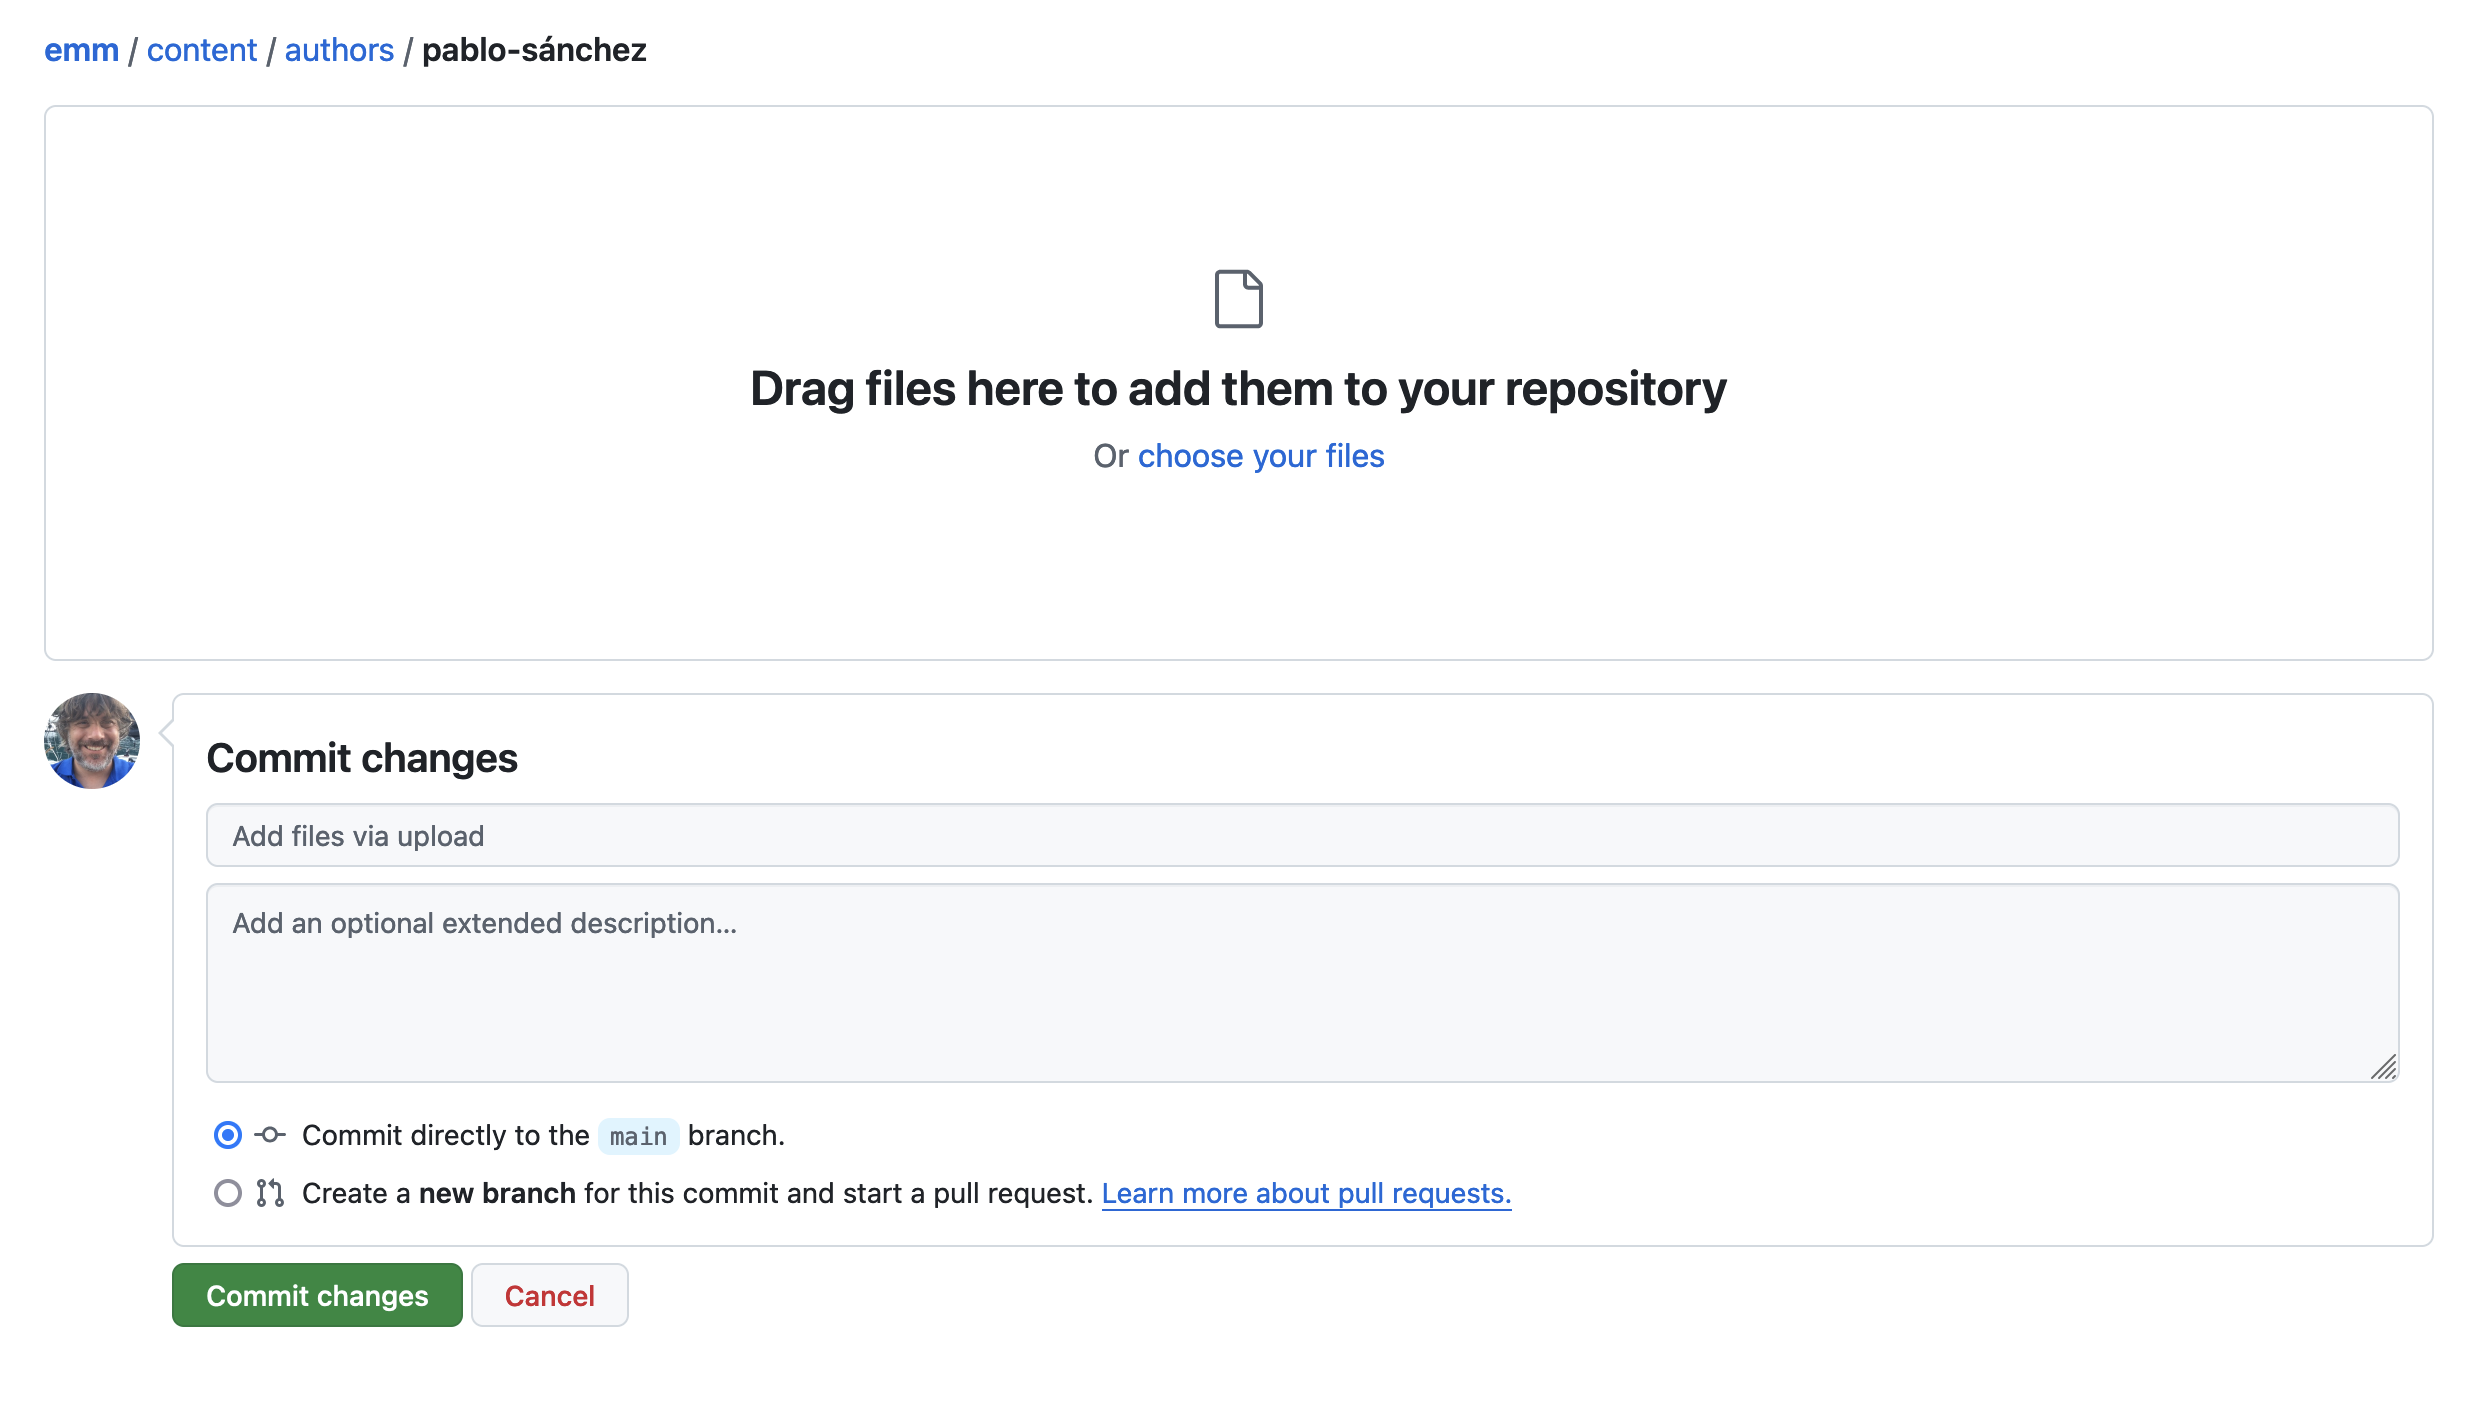 emm / content / authors / pablo-sánchez
Drag files here to add them to your repository
Or choose your files
Commit changes
Add files via upload
Add an optional extended description...
Commit directly to the main branch.
Create a new branch for this commit and start a pull request. Learn more about pull requests.
Commit changes Cancel